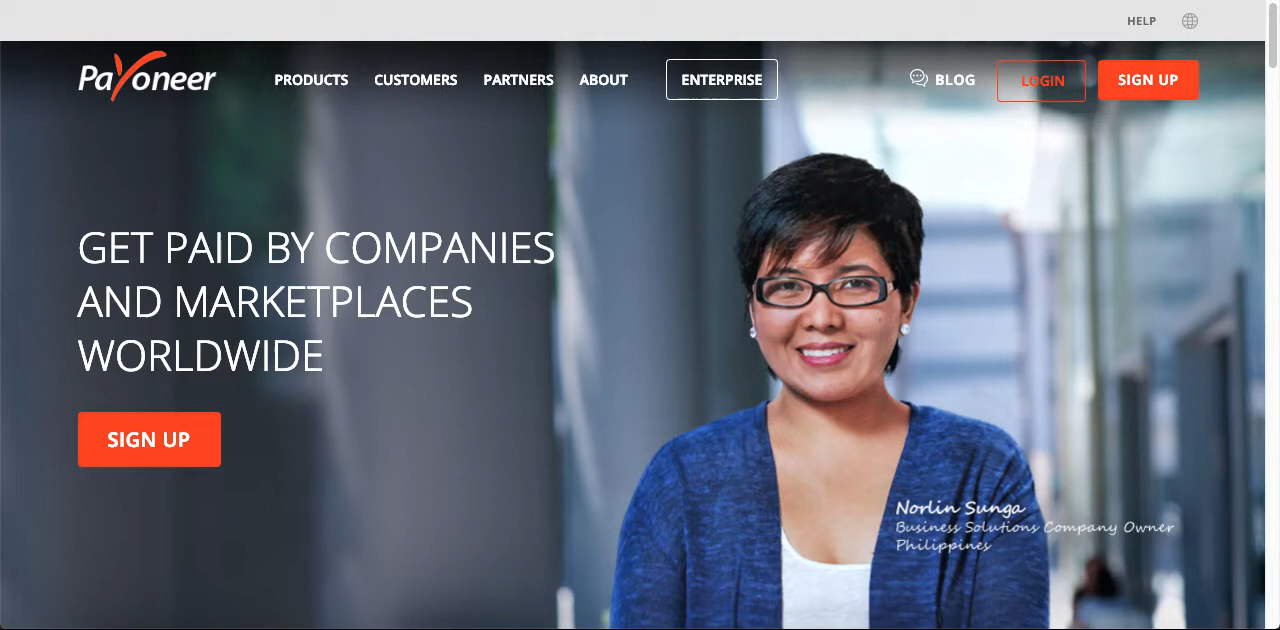 HELP
Payoneer
PRODUCTS CUSTOMERS PARTNERS ABOUT ENTERPRISE BLOG LOGIN SIGN UP
GET PAID BY COMPANIES
AND MARKETPLACES
WORLDWIDE
SIGN UP
Norlin Sunga
Business Solutions Company Owner
Philippines